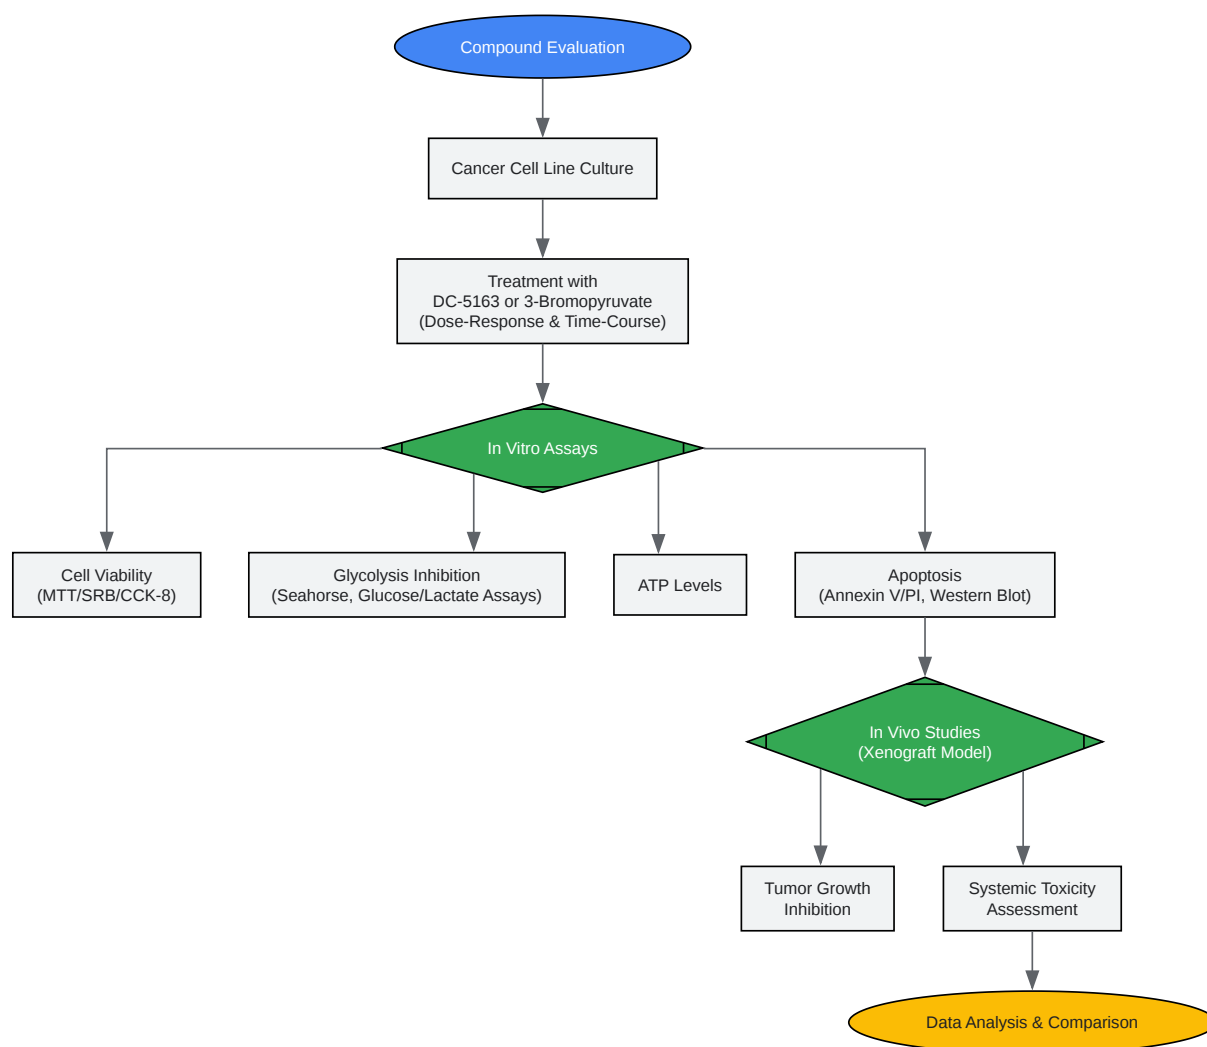 Compound Evaluation
Cancer Cell Line Culture
Treatment with
DC-5163 or 3-Bromopyruvate
(Dose-Response & Time-Course)
In Vitro Assays
Cell Viability
(MTT/SRB/CCK-8)
Glycolysis Inhibition
(Seahorse, Glucose/Lactate Assays)
ATP Levels
Apoptosis
(Annexin V/PI, Western Blot)
In Vivo Studies
(Xenograft Model)
Tumor Growth
Inhibition
Systemic Toxicity
Assessment
Data Analysis & Comparison